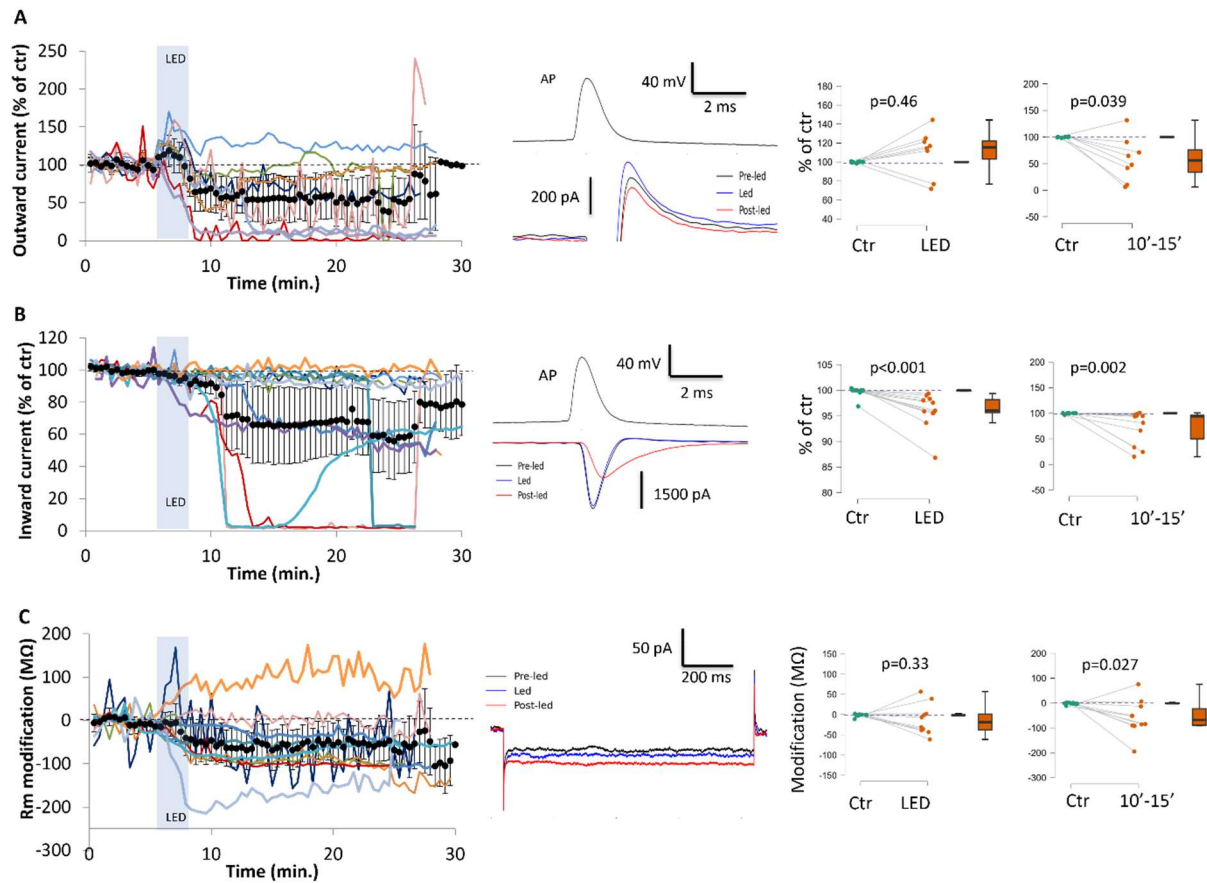 A
Outward current (% of ctr)
250
200
150
100
50
0
LED
0
10
20
30
Time (min.)
AP
40 mV
2 ms
200 pA
Pre-led
Led
Post-led
% of ctr
180
160
140
120
100
80
60
40
p=0.46
Ctr
LED
200
150
100
50
0
-50
p=0.039
Ctr
10’-15’
B
Inward current (% of ctr)
120
100
80
60
40
20
0
LED
0
10
20
30
Time (min.)
AP
40 mV
2 ms
Pre-led
Led
Post-led
1500 pA
% of ctr
105
100
95
90
85
80
p<0.001
Ctr
LED
200
150
100
50
0
-50
p=0.002
Ctr
10’-15’
C
Rm modification (MΩ)
200
100
0
-100
-200
-300
LED
0
10
20
30
Time (min.)
50 pA
200 ms
Pre-led
Led
Post-led
Modification (MΩ)
150
100
50
0
-50
-100
-150
p=0.33
Ctr
LED
200
100
0
-100
-200
-300
p=0.027
Ctr
10’-15’